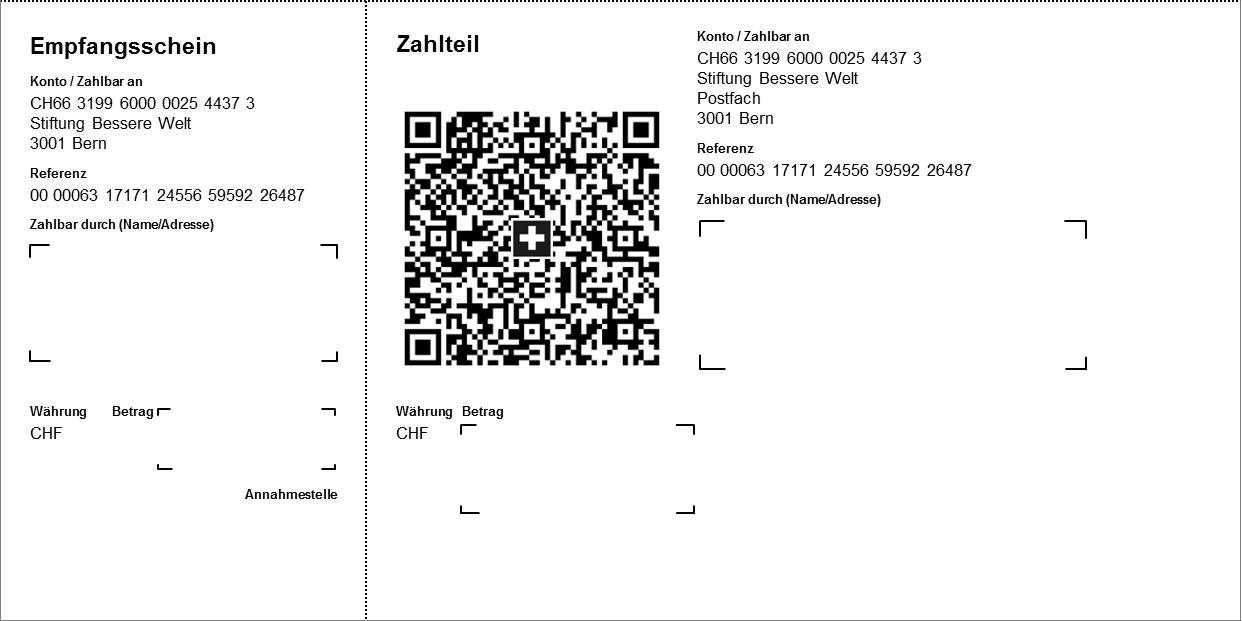 Empfangsschein
Konto / Zahlbar an
CH66 3199 6000 0025 4437 3
Stiftung Bessere Welt
3001 Bern
Referenz
00 00063 17171 24556 59592 26487
Zahlbar durch (Name/Adresse)
Währung Betrag
CHF
Annahmestelle
Zahlteil
Währung Betrag
CHF
Konto / Zahlbar an
CH66 3199 6000 0025 4437 3
Stiftung Bessere Welt
Postfach
3001 Bern
Referenz
00 00063 17171 24556 59592 26487
Zahlbar durch (Name/Adresse)